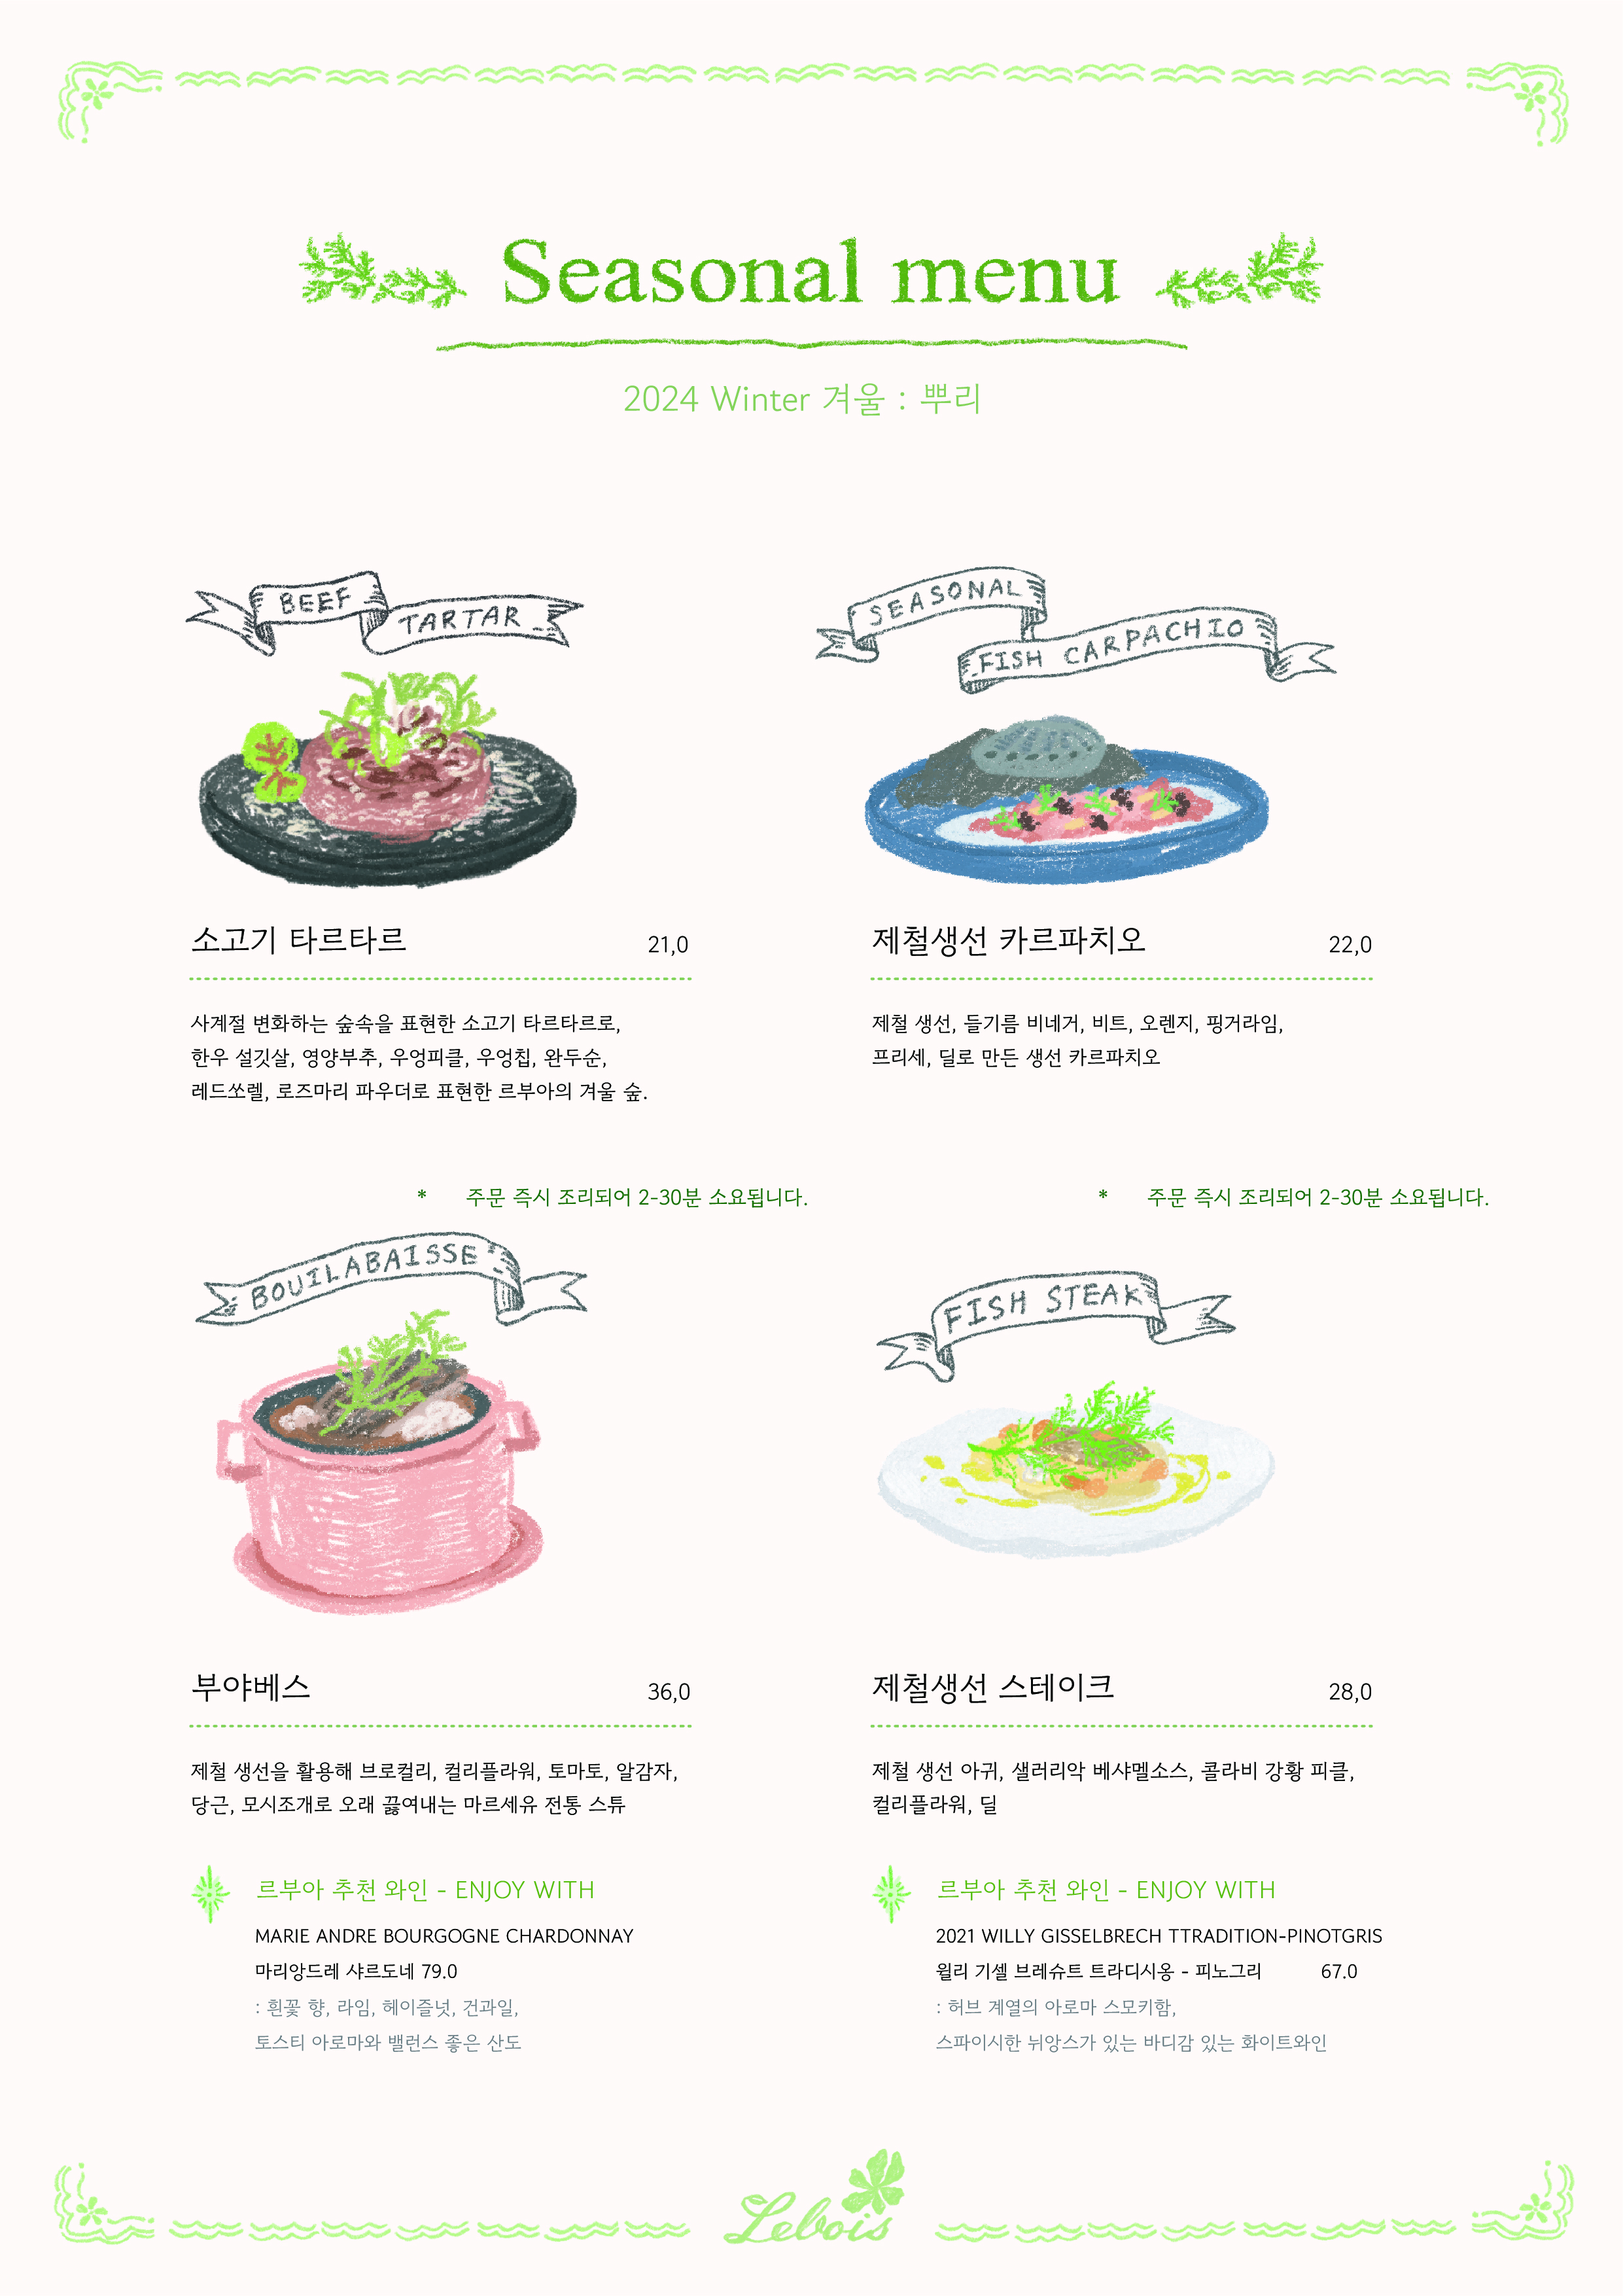 Seasonal menu
2024 Winter 겨울 : 뿌리
BEEF TARTAR
소고기 타르타르 21,0
사계절 변화하는 숲속을 표현한 소고기 타르타르로,
한우 설깃살, 영양부추, 우엉피클, 우엉칩, 완두순,
레드쏘렐, 로즈마리 파우더로 표현한 르부아의 겨울 숲.
SEASONAL
FISH CARPACHIO
제철생선 카르파치오 22,0
제철 생선, 들기름 비네거, 비트, 오렌지, 핑거라임,
프리세, 딜로 만든 생선 카르파치오
* 주문 즉시 조리되어 2-30분 소요됩니다.
BOUILABAISSE
부야베스 36,0
제철 생선을 활용해 브로컬리, 컬리플라워, 토마토, 알감자,
당근, 모시조개로 오래 끓여내는 마르세유 전통 스튜
르부아 추천 와인 - ENJOY WITH
MARIE ANDRE BOURGOGNE CHARDONNAY
마리앙드레 샤르도네 79.0
: 흰꽃 향, 라임, 헤이즐넛, 건과일,
토스티 아로마와 밸런스 좋은 산도
* 주문 즉시 조리되어 2-30분 소요됩니다.
FISH STEAK
제철생선 스테이크 28,0
제철 생선 아귀, 샐러리악 베샤멜소스, 콜라비 강황 피클,
컬리플라워, 딜
르부아 추천 와인 - ENJOY WITH
2021 WILLY GISSELBRECH TTRADITION-PINOTGRIS
윌리 기셀 브레슈트 트라디시옹 - 피노그리 67.0
: 허브 계열의 아로마 스모키함,
스파이시한 뉘앙스가 있는 바디감 있는 화이트와인
Lebois